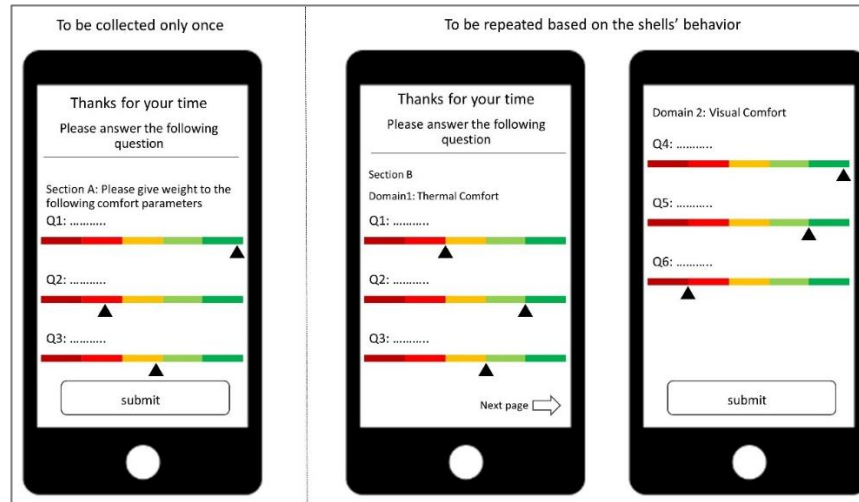 To be collected only once
To be repeated based on the shells' behavior
Thanks for your time
Please answer the following
question
Section A: Please give weight to the
following comfort parameters
Q1: ...........
Q2: ...........
Q3: ...........
submit
Thanks for your time
Please answer the following
question
Section B
Domain1: Thermal Comfort
Q1: ...........
Q2: ...........
Q3: ...........
Next page
Domain 2: Visual Comfort
Q4: ...........
Q5: ...........
Q6: ...........
submit